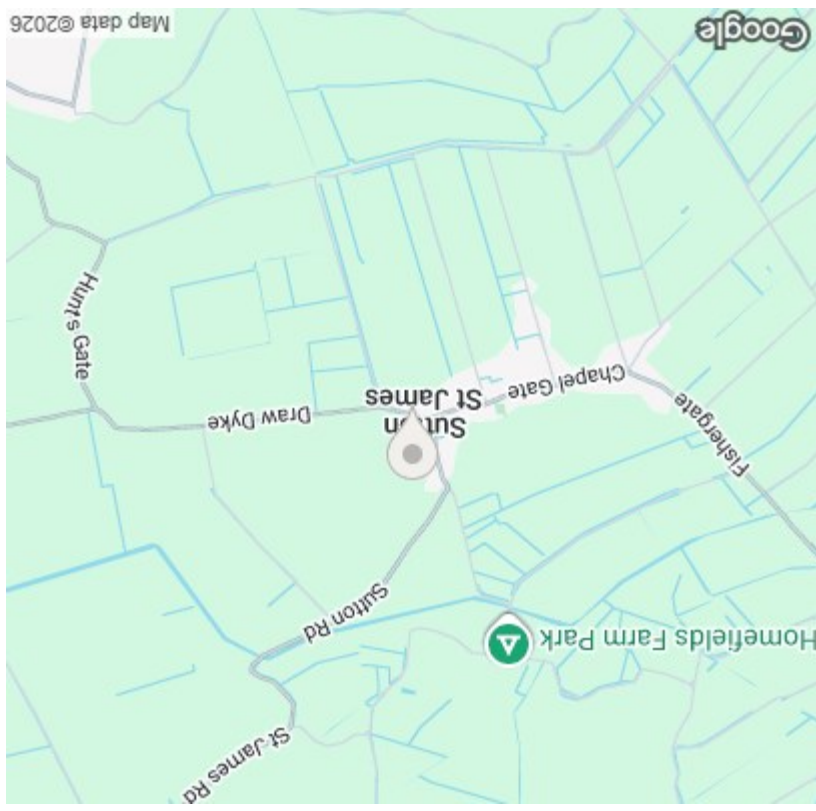 St James Rd
Homefields Farm Park
Sutton Rd
Fishergate
Sutton
St James
Draw Dyke
Chapel Gate
Hunt's Gate
Google
Map data ©2026